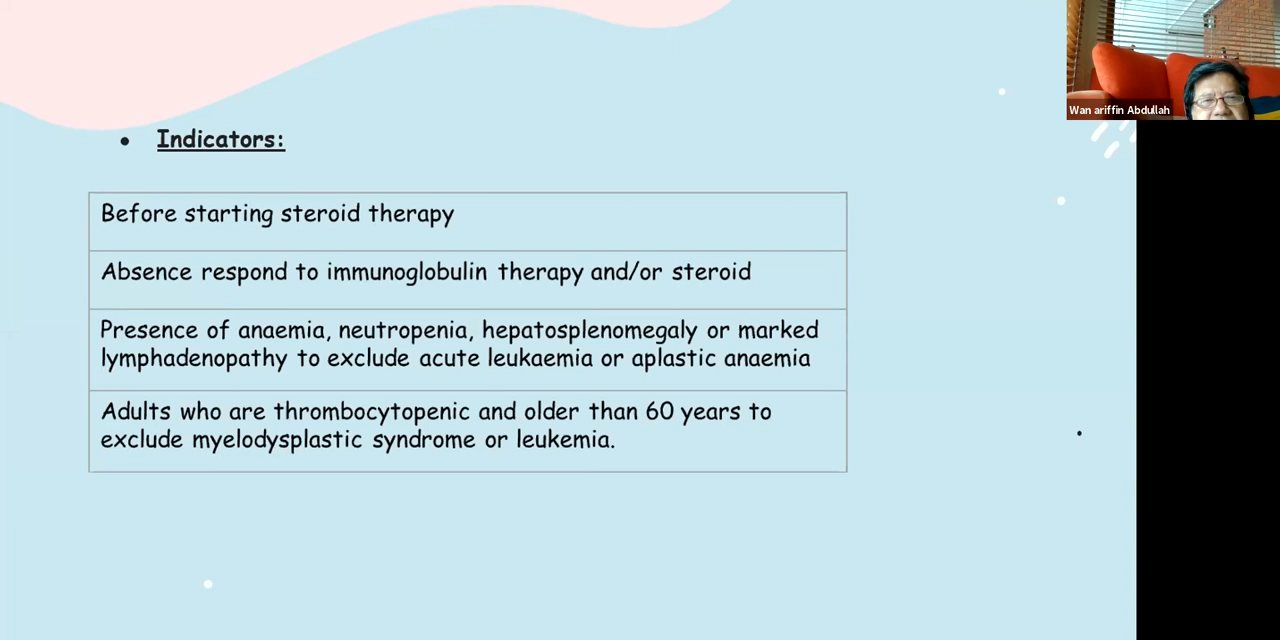 Wan ariffin Abdullah
• Indicators:
Before starting steroid therapy
Absence respond to immunoglobulin therapy and/or steroid
Presence of anaemia, neutropenia, hepatosplenomegaly or marked
lymphadenopathy to exclude acute leukaemia or aplastic anaemia
Adults who are thrombocytopenic and older than 60 years to
exclude myelodysplastic syndrome or leukemia.